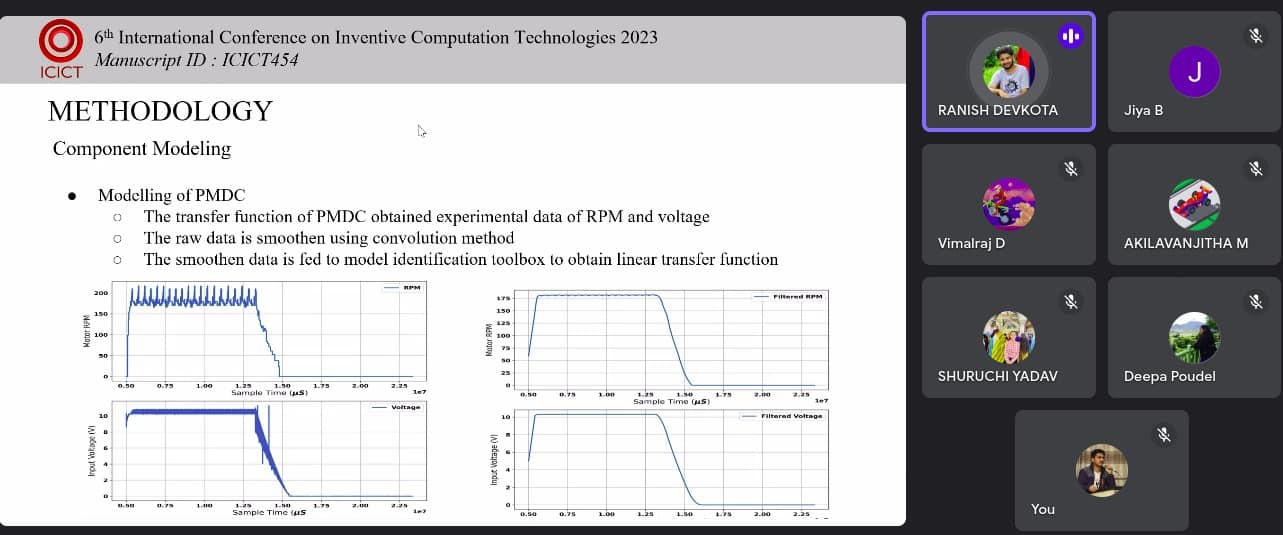 6th International Conference on Inventive Computation Technologies 2023
Manuscript ID : ICICT454
ICICT
METHODOLOGY
Component Modeling
● Modelling of PMDC
○ The transfer function of PMDC obtained experimental data of RPM and voltage
○ The raw data is smoothen using convolution method
○ The smoothen data is fed to model identification toolbox to obtain linear transfer function
RPM
200
150
100
50
0
Motor RPM
0.50 0.75 1.00 1.25 1.50 1.75 2.00 2.25
1e7
Sample Time (μS)
Filtered RPM
175
150
125
100
75
50
25
0
Motor RPM
0.50 0.75 1.00 1.25 1.50 1.75 2.00 2.25
1e7
Sample Time (μS)
Voltage
10
8
6
4
2
0
Input Voltage (V)
0.50 0.75 1.00 1.25 1.50 1.75 2.00 2.25
1e7
Sample Time (μS
Filtered Voltage
10
8
6
4
2
0
Input Voltage (V)
0.50 0.75 1.00 1.25 1.50 1.75 2.00 2.25
RANISH DEVKOTA
J
Jiya B
Vimalraj D
AKILAVANJITHA M
SHURUCHI YADAV
Deepa Poudel
You